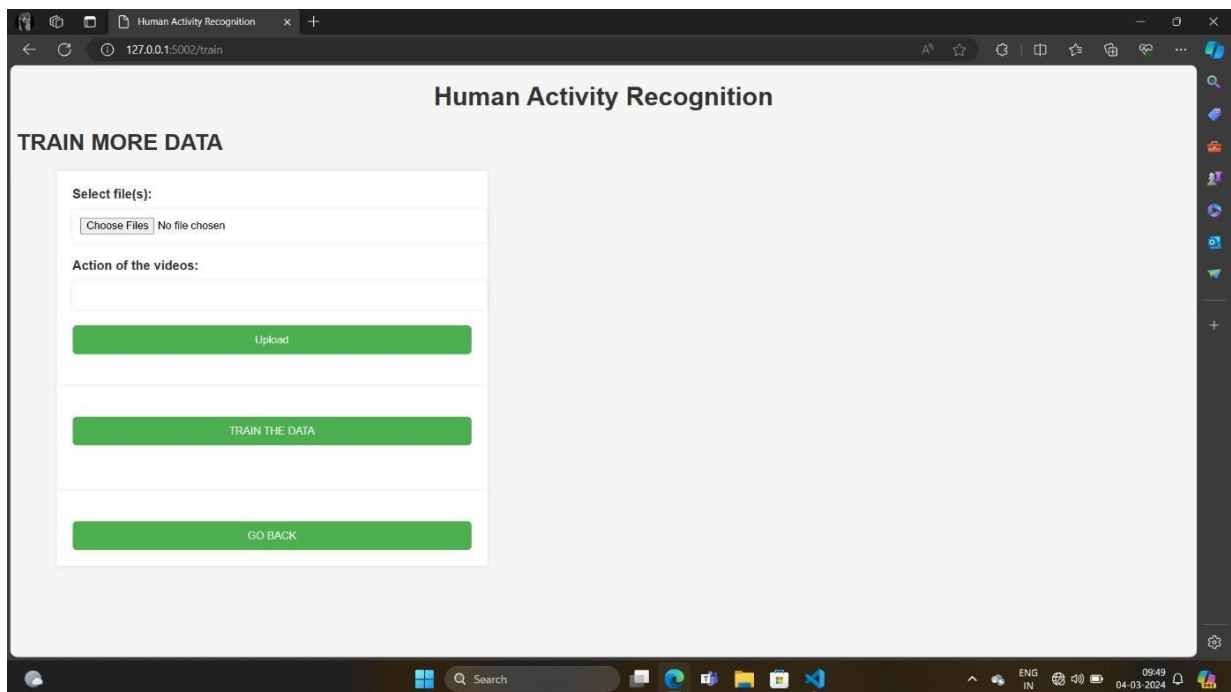 Human Activity Recognition
127.0.0.1:5002/train
Human Activity Recognition
TRAIN MORE DATA
Select file(s):
Choose Files No file chosen
Action of the videos:
Upload
TRAIN THE DATA
GO BACK
Search
ENG
IN
09:49
04-03-2024